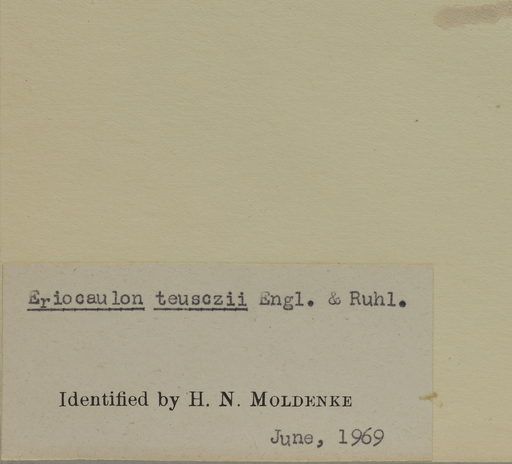 Eriocaulon teusczii Engl. & Ruhl.
Identified by H. N. MOLDENKE
June, 1969